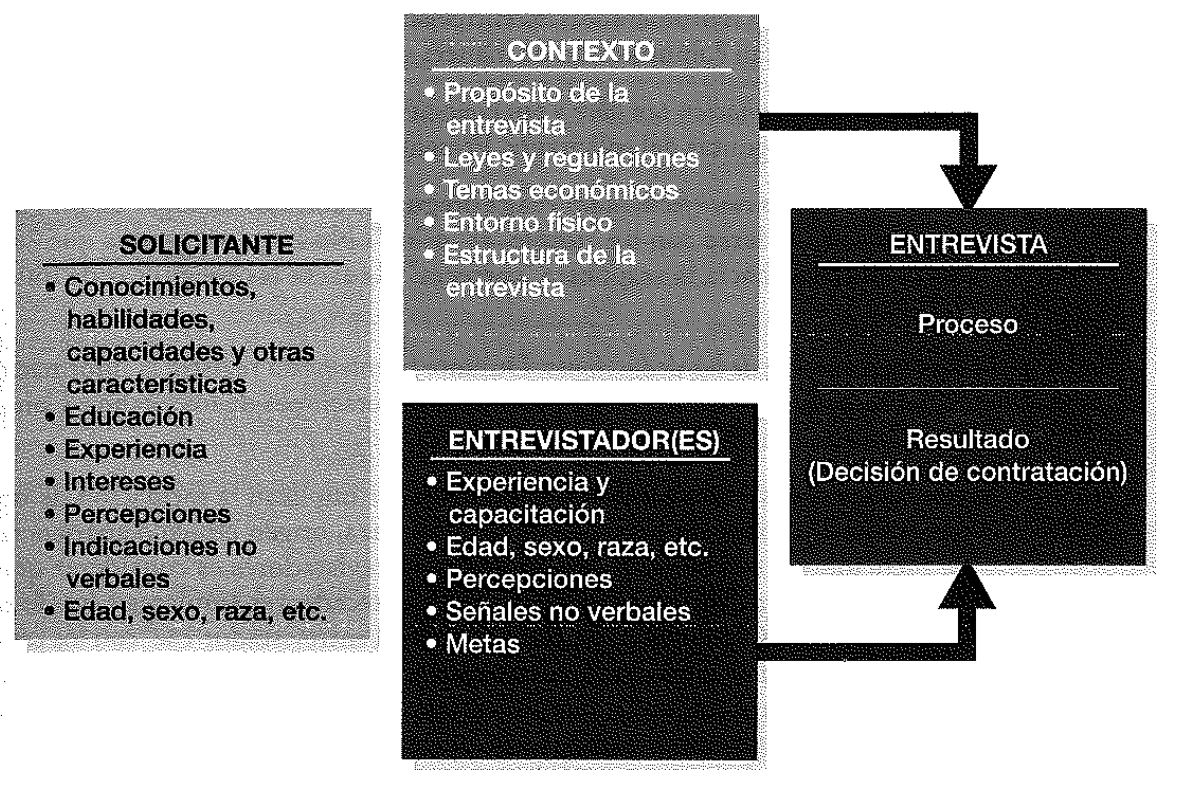 CONTEXTO
• Propósito de la
entrevista
• Leyes y regulaciones
• Temas económicos
• Entorno físico
• Estructura de la
entrevista
SOLICITANTE
• Conocimientos,
habilidades,
capacidades y otras
características
• Educación
• Experiencia
• Intereses
• Percepciones
• Indicaciones no
verbales
• Edad, sexo, raza, etc.
ENTREVISTADOR(ES)
• Experiencia y
capacitación
• Edad, sexo, raza, etc.
• Percepciones
• Señales no verbales
• Metas
ENTREVISTA
Proceso
Resultado
(Decisión de contratación)